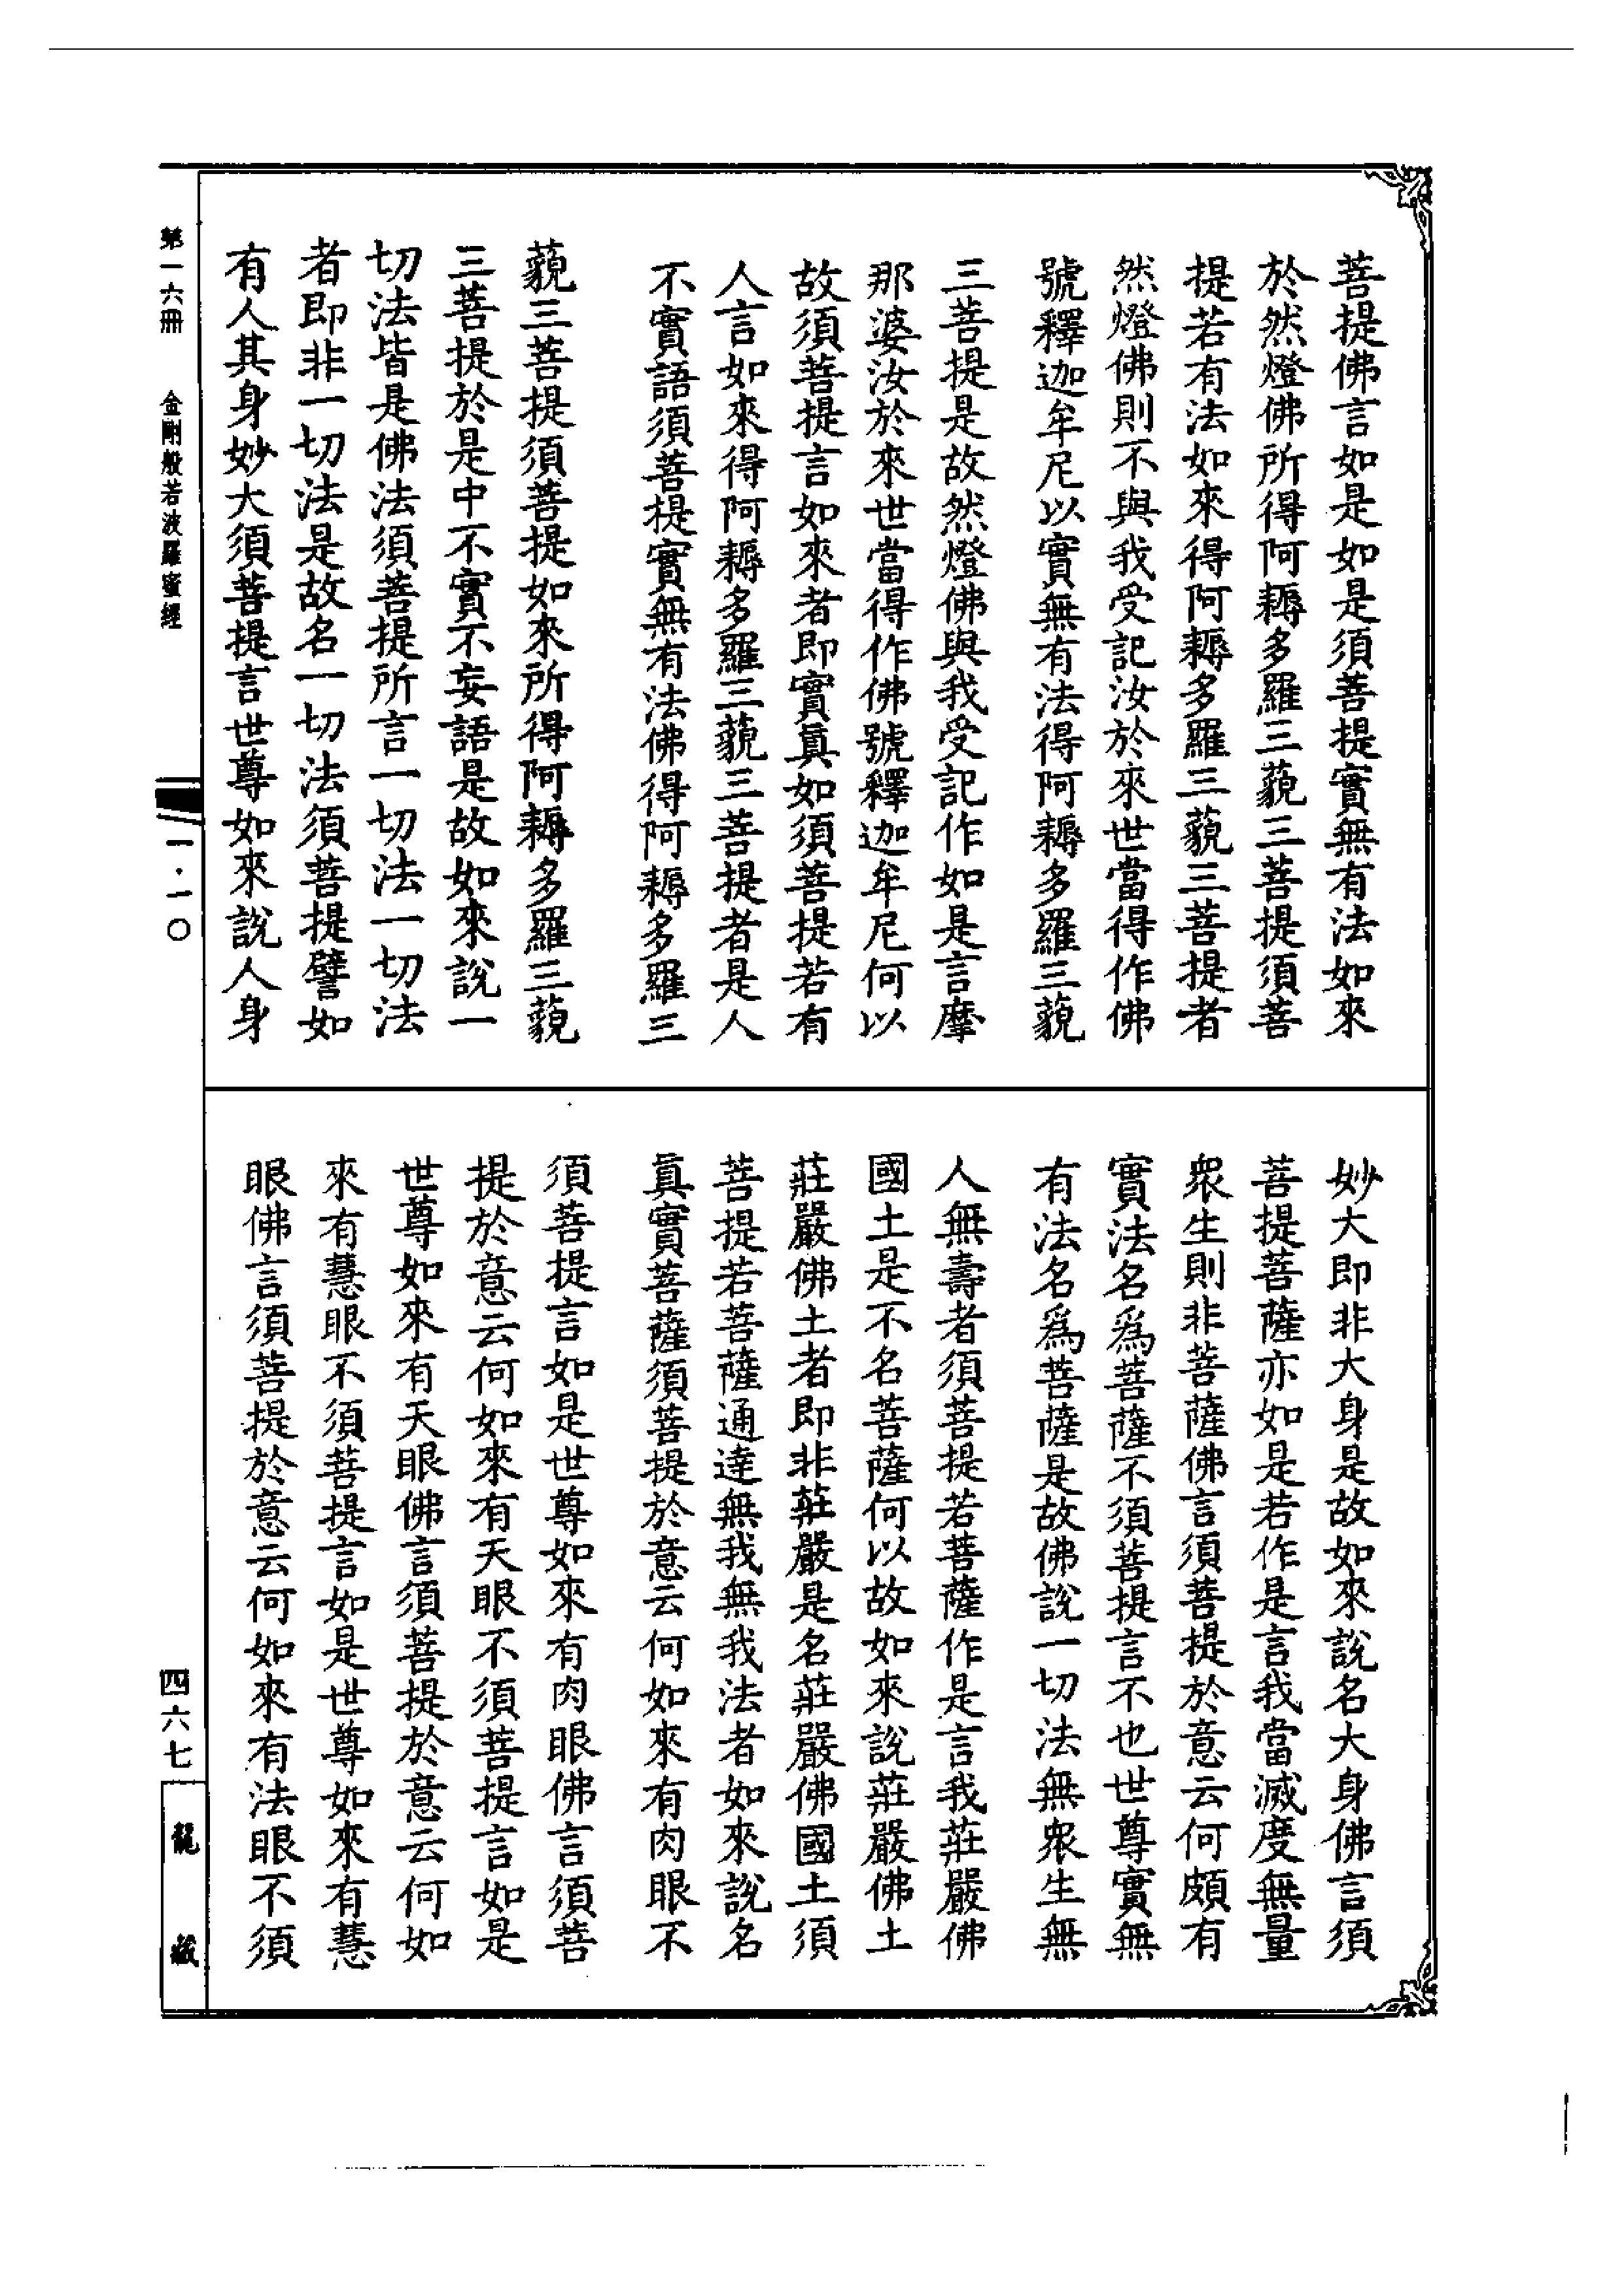 菩提佛言如是如是須菩提實無有法如來
於然燈佛所得阿耨多羅三藐三菩提須菩
提若有法如來得阿耨多羅三藐三菩提者
然燈佛則不與我受記汝於來世當得作佛
號釋迦牟尼以實無有法得阿耨多羅三藐
三菩提是故然燈佛與我受記作如是言摩
那婆汝於來世當得作佛號釋迦牟尼何以
故須菩提言如來者即實真如須菩提若有
人言如來得阿耨多羅三藐三菩提者是人
不實語須菩提實無有法佛得阿耨多羅三
藐三菩提須菩提如來所得阿耨多羅三藐
三菩提於是中不實不妄語是故如來說一
切法皆是佛法須菩提所言一切法一切法
者即非一切法是故名一切法須菩提譬如
有人其身妙大須菩提言世尊如來說人身
妙大即非大身是故如來說名大身佛言須
菩提菩薩亦如是若作是言我當滅度無量
眾生則非菩薩佛言須菩提於意云何頗有
實法名為菩薩不須菩提言不也世尊實無
有法名為菩薩是故佛說一切法無眾生無
人無壽者須菩提若菩薩作是言我莊嚴佛
國土是不名菩薩何以故如來說莊嚴佛土
莊嚴佛土者即非莊嚴是名莊嚴佛國土須
菩提若菩薩通達無我無我法者如來說名
真實菩薩須菩提於意云何如來有肉眼不
須菩提言如是世尊如來有肉眼佛言須菩
提於意云何如來有天眼不須菩提言如是
世尊如來有天眼佛言須菩提於意云何如
來有慧眼不須菩提言如是世尊如來有慧
眼佛言須菩提於意云何如來有法眼不須
第一六冊 金剛般若波羅蜜經
一·一〇
四六七
龍藏